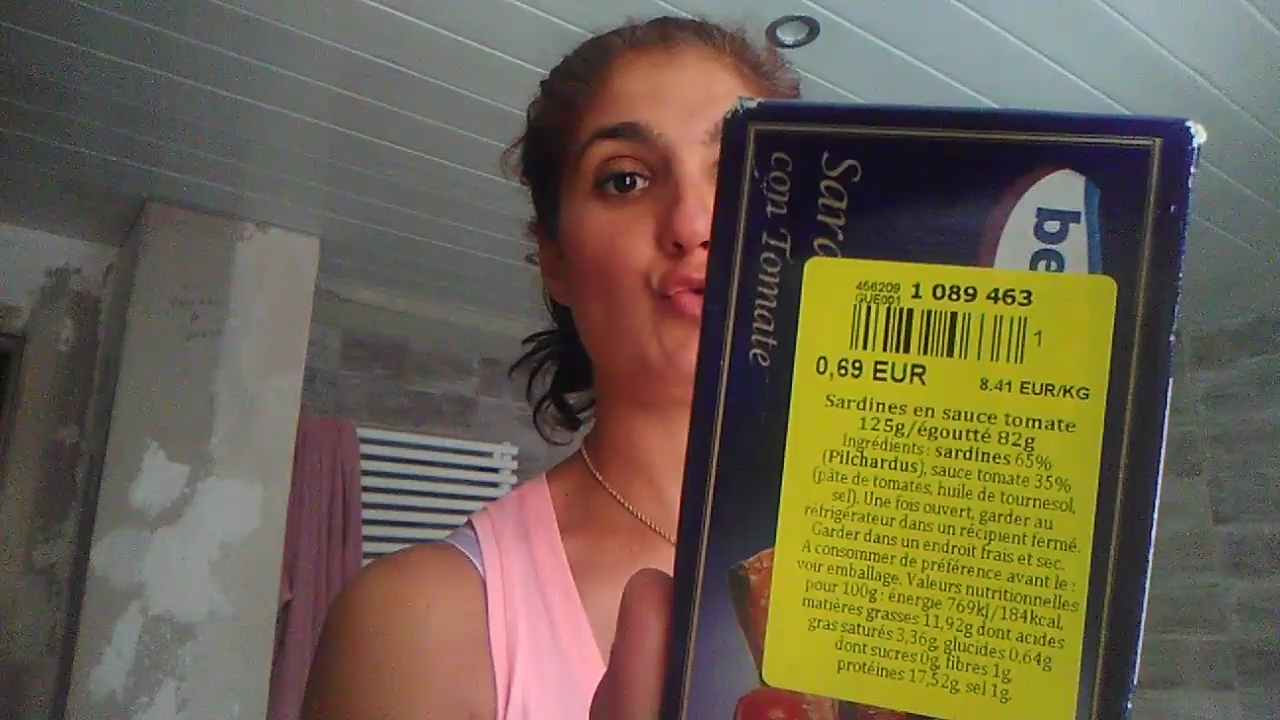 Sard
con Tomate
be
456209
GUE001
1 089 463
1
0,69 EUR
8.41 EUR/KG
Sardines en sauce tomate
125g/égoutté 82g
Ingrédients : sardines 65%
(Pilchardus), sauce tomate 35%
(pâte de tomates, huile de tournesol,
sel). Une fois ouvert, garder au
réfrigérateur dans un récipient fermé.
Garder dans un endroit frais et sec.
A consommer de préférence avant le :
voir emballage. Valeurs nutritionnelles
pour 100g : énergie 769kj/184kcal,
matières grasses 11,92g dont acides
gras saturés 3,36g, glucides 0,64g
dont sucres 0g, fibres 1g,
protéines 17,52g, sel 1g.